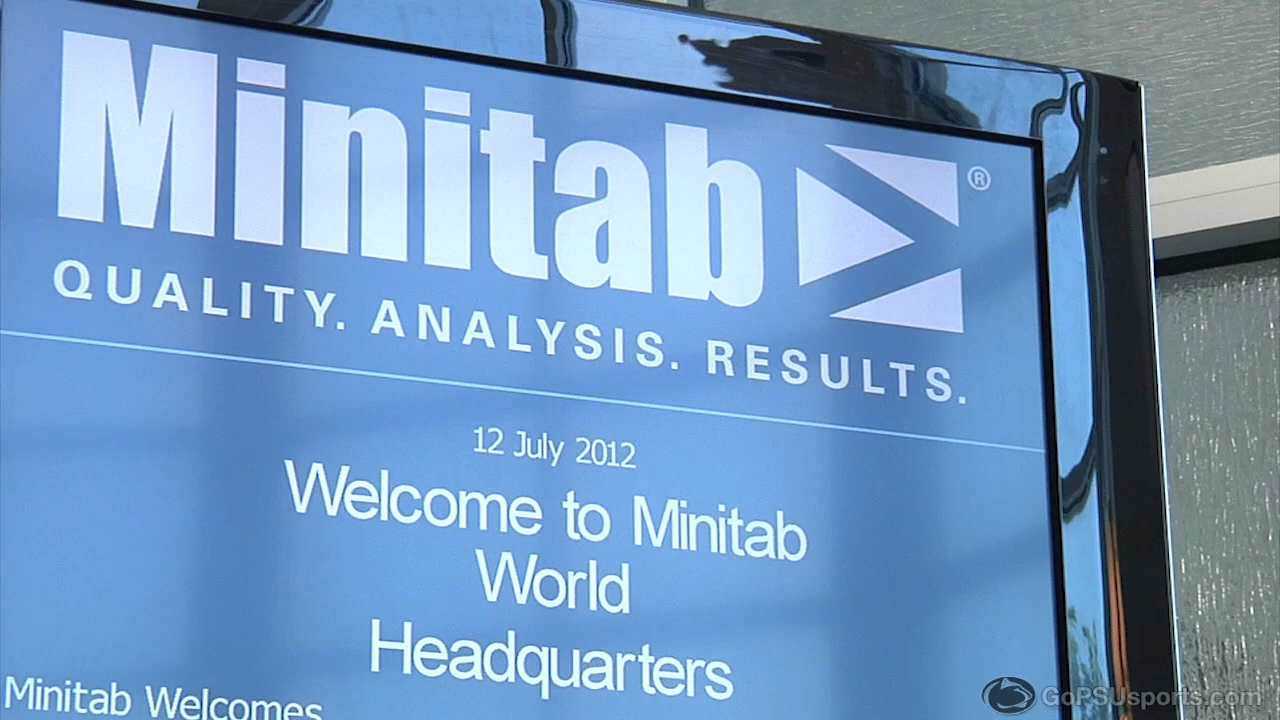 Minitab ®
QUALITY. ANALYSIS. RESULTS.
12 July 2012
Welcome to Minitab
World
Headquarters
Minitab Welcomes
GoPSUsports.com